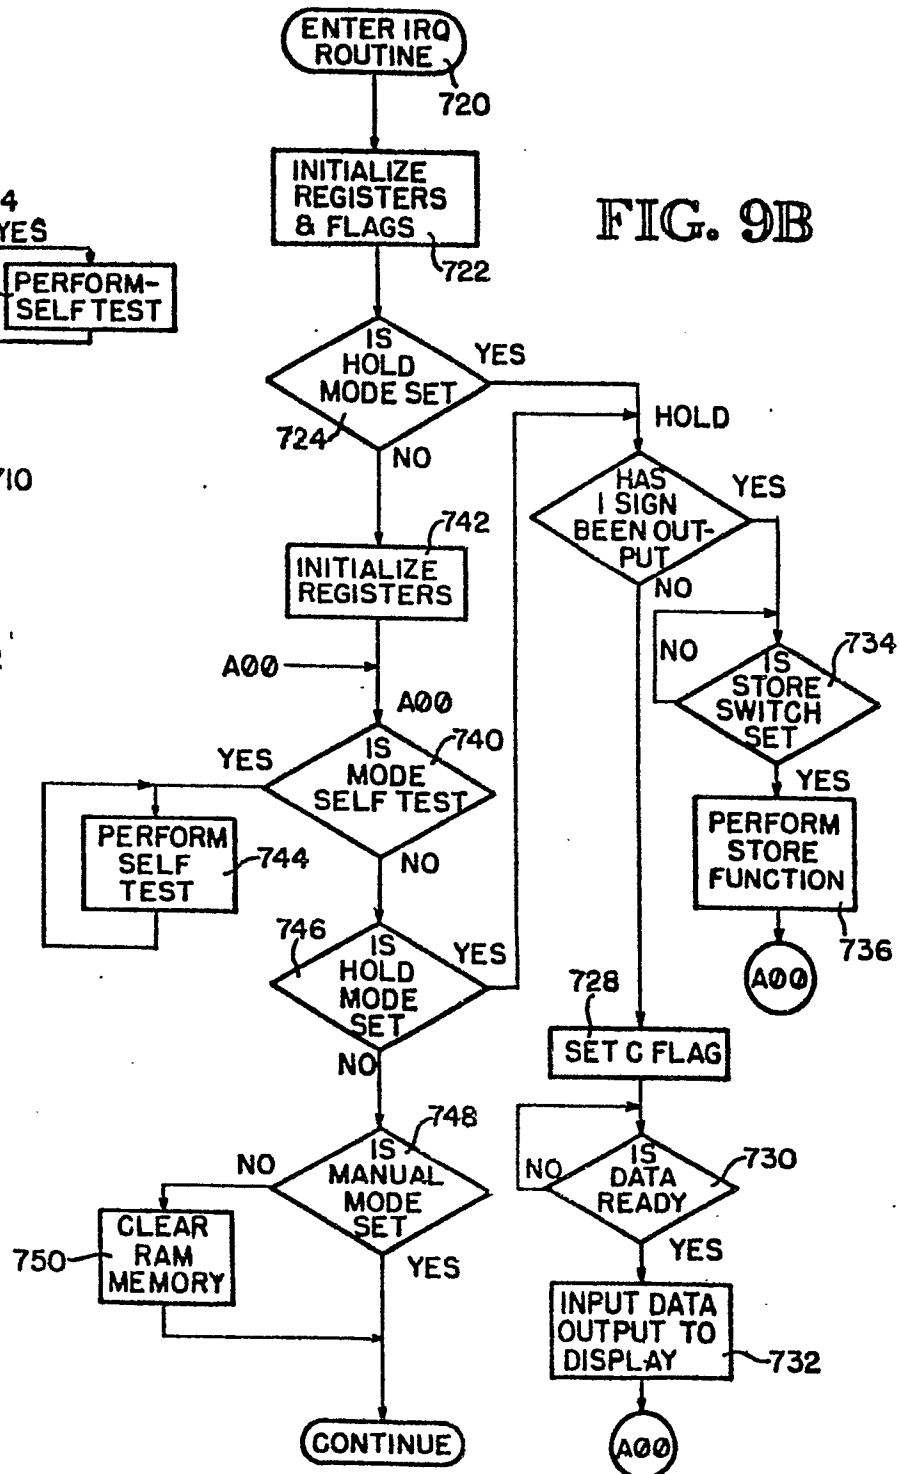 ENTER IRQ
ROUTINE
720
INITIALIZE
REGISTERS
& FLAGS
722
FIG. 9B
4
YES
PERFORM-
SELF TEST
IS
HOLD
MODE SET
724
YES
NO
HOLD
710
HAS
I SIGN
BEEN OUT-
PUT
YES
NO
742
INITIALIZE
REGISTERS
A00
A00
NO
IS
STORE
SWITCH
SET
734
YES
YES
IS
MODE
SELF TEST
740
NO
PERFORM
SELF
TEST
744
PERFORM
STORE
FUNCTION
736
A00
746
IS
HOLD
MODE
SET
YES
NO
728
SET C FLAG
IS
MANUAL
MODE
SET
748
NO
YES
NO
IS
DATA
READY
730
YES
750
CLEAR
RAM
MEMORY
INPUT DATA
OUTPUT TO
DISPLAY
732
CONTINUE
A00